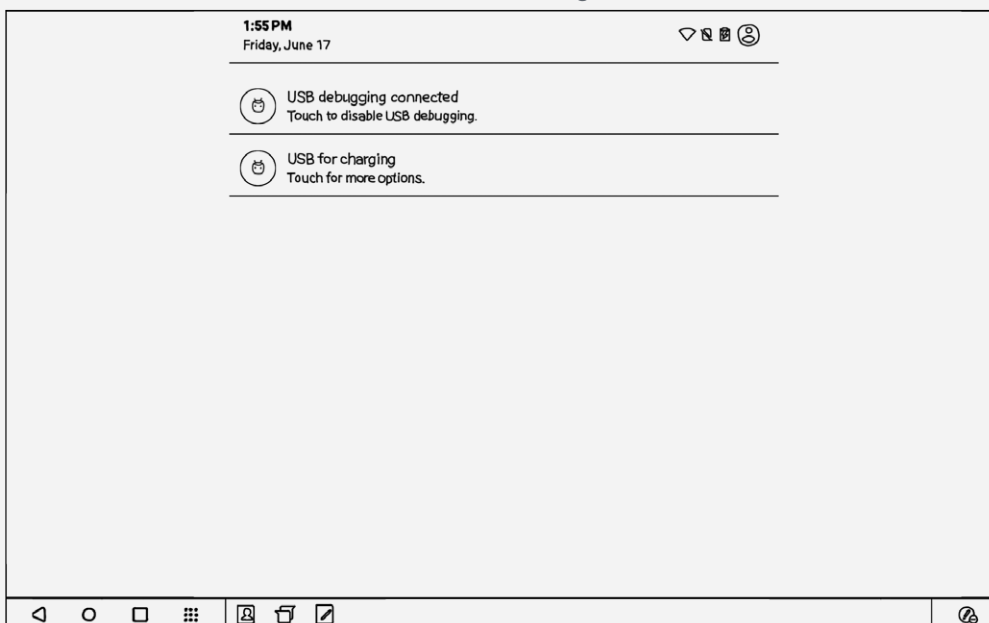 1:55 PM
Friday, June 17
USB debugging connected
Touch to disable USB debugging.
USB for charging
Touch for more options.